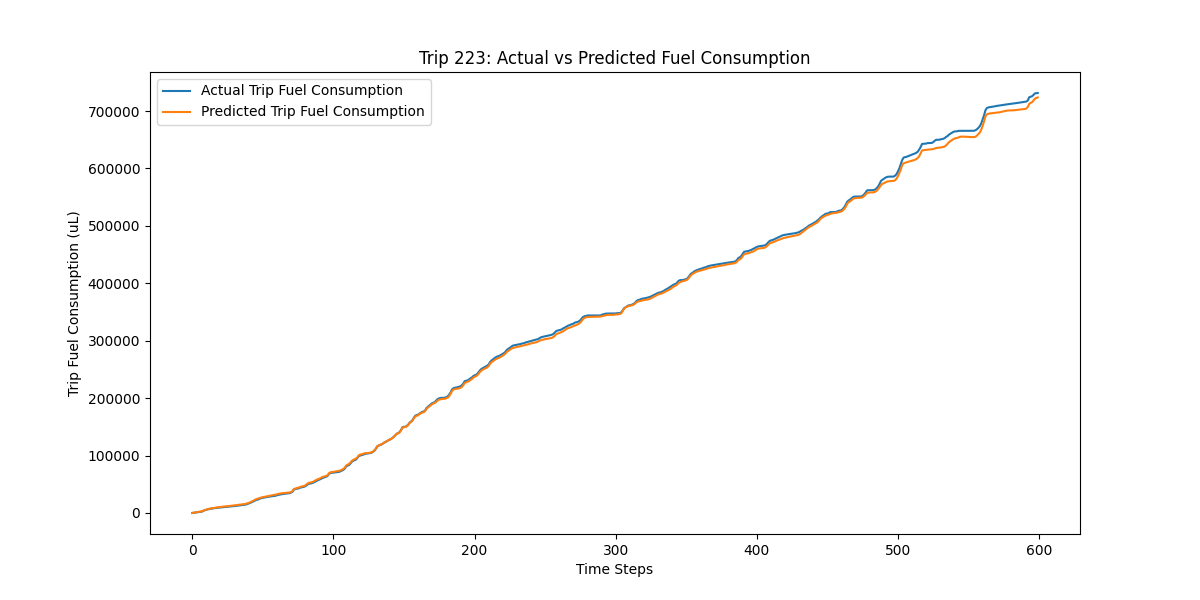 Trip 223: Actual vs Predicted Fuel Consumption
Actual Trip Fuel Consumption
Predicted Trip Fuel Consumption
Trip Fuel Consumption (uL)
700000
600000
500000
400000
300000
200000
100000
0
0 100 200 300 400 500 600
Time Steps